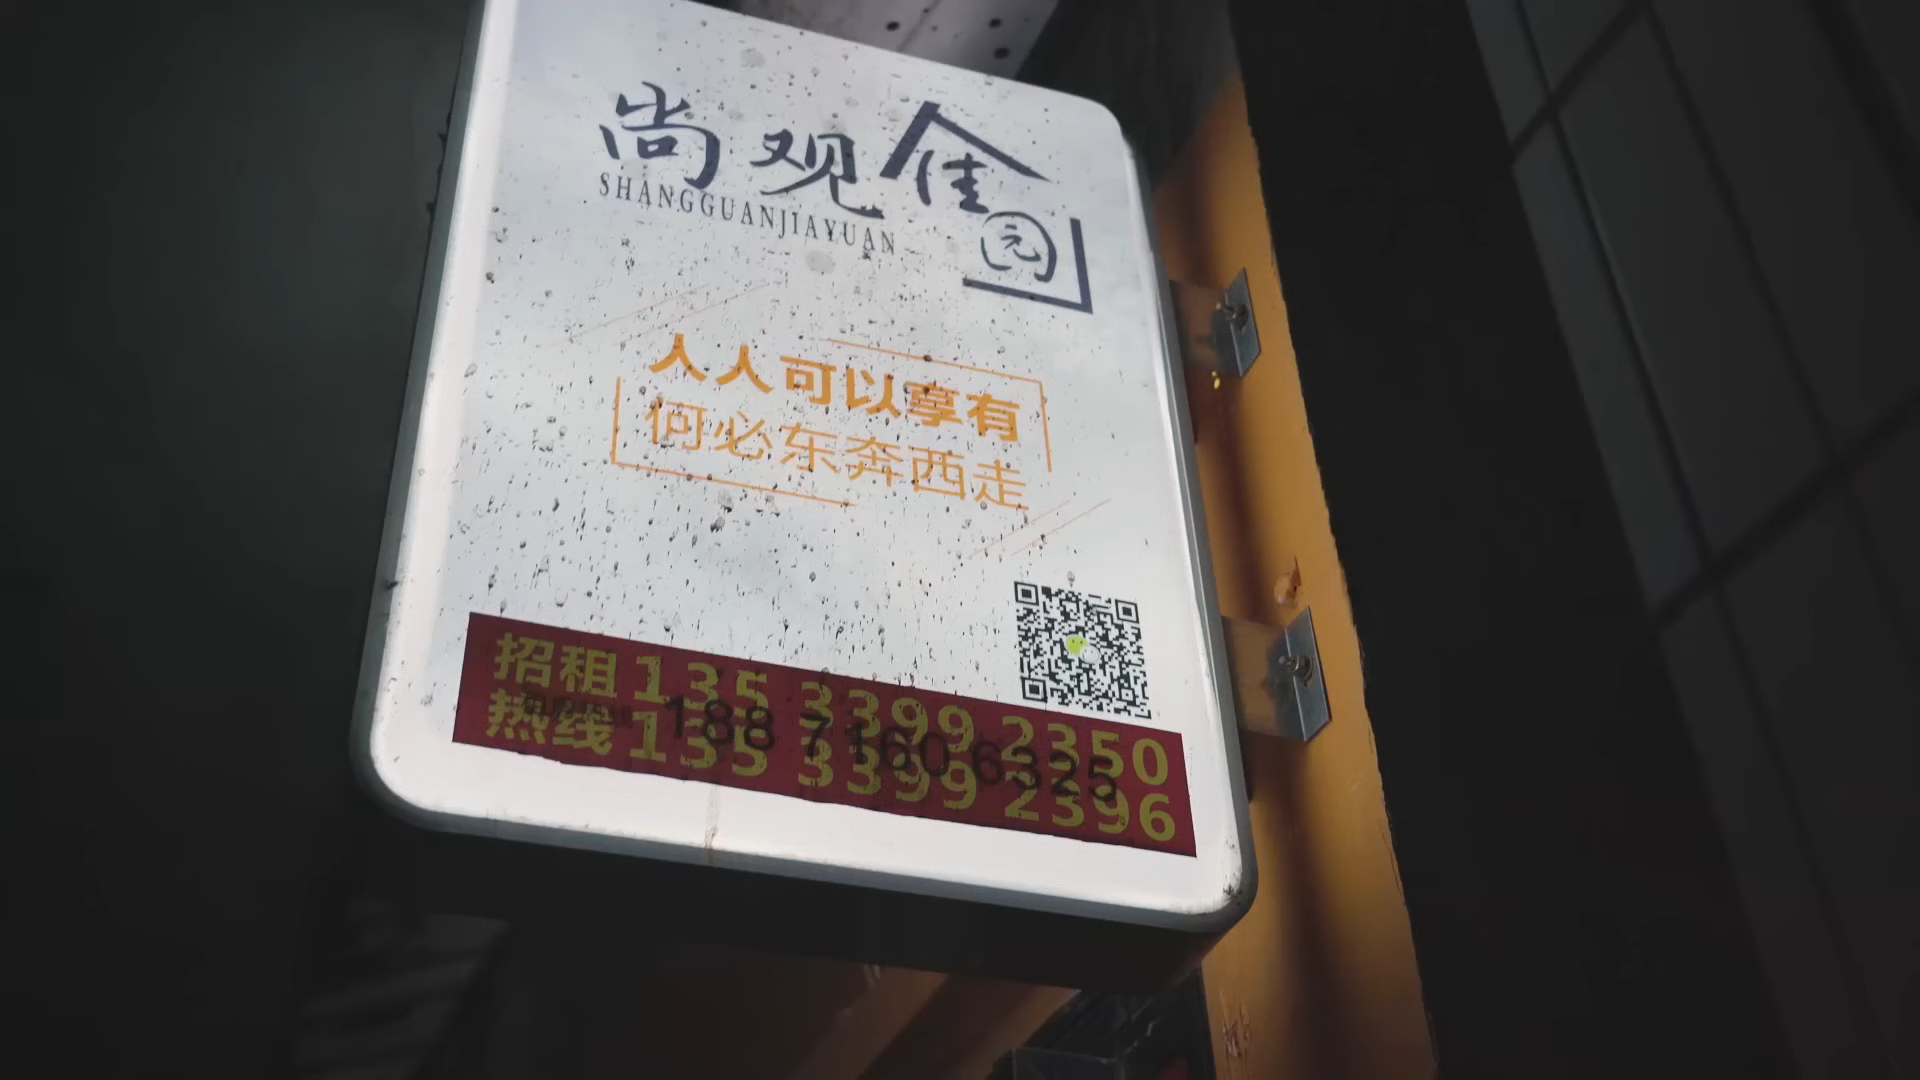 尚观佳园
SHANGGUANJIAYUAN
人人可以享有
何必东奔西走
招租 135 3399 2350
热线 135 3399 2396
188 7160 6325